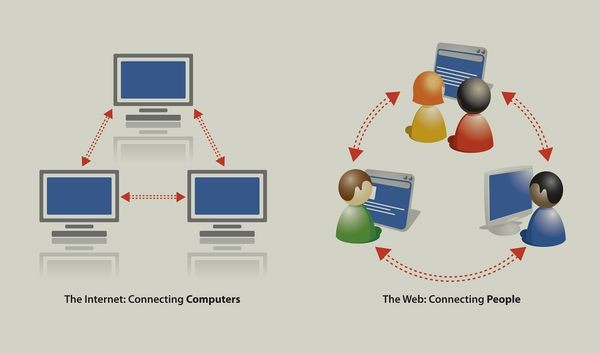 The Internet: Connecting Computers
The Web: Connecting People